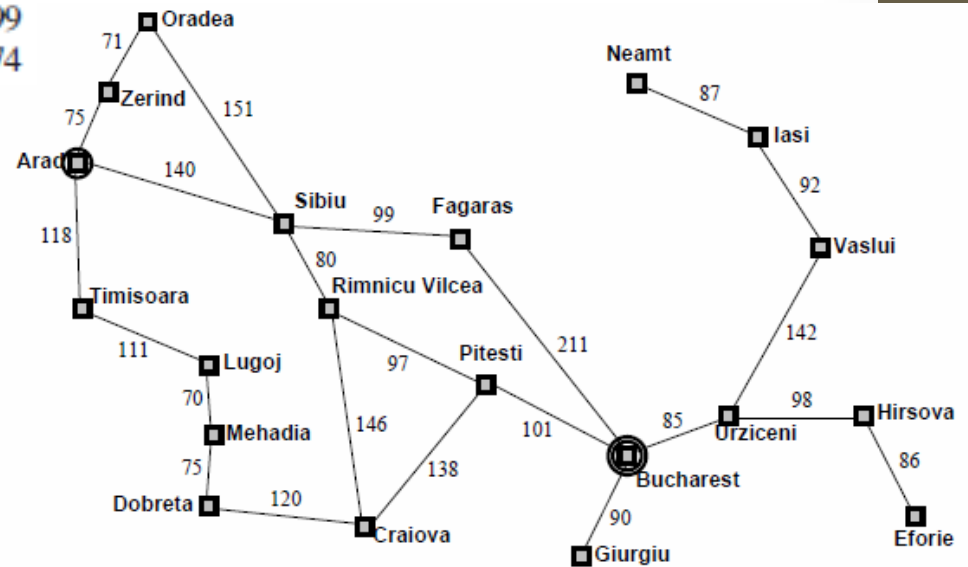 99
74
Oradea
71
Neamt
Zerind
87
151
75
Iasi
Arad
140
92
Sibiu
99
Fagaras
118
80
Vaslui
Rimnicu Vilcea
Timisoara
142
111
211
Lugoj
97
Pitesti
70
98
Hirsova
146
85
Urziceni
Mehadia
101
75
138
86
Bucharest
Dobreta
120
90
Craiova
Eforie
Giurgiu